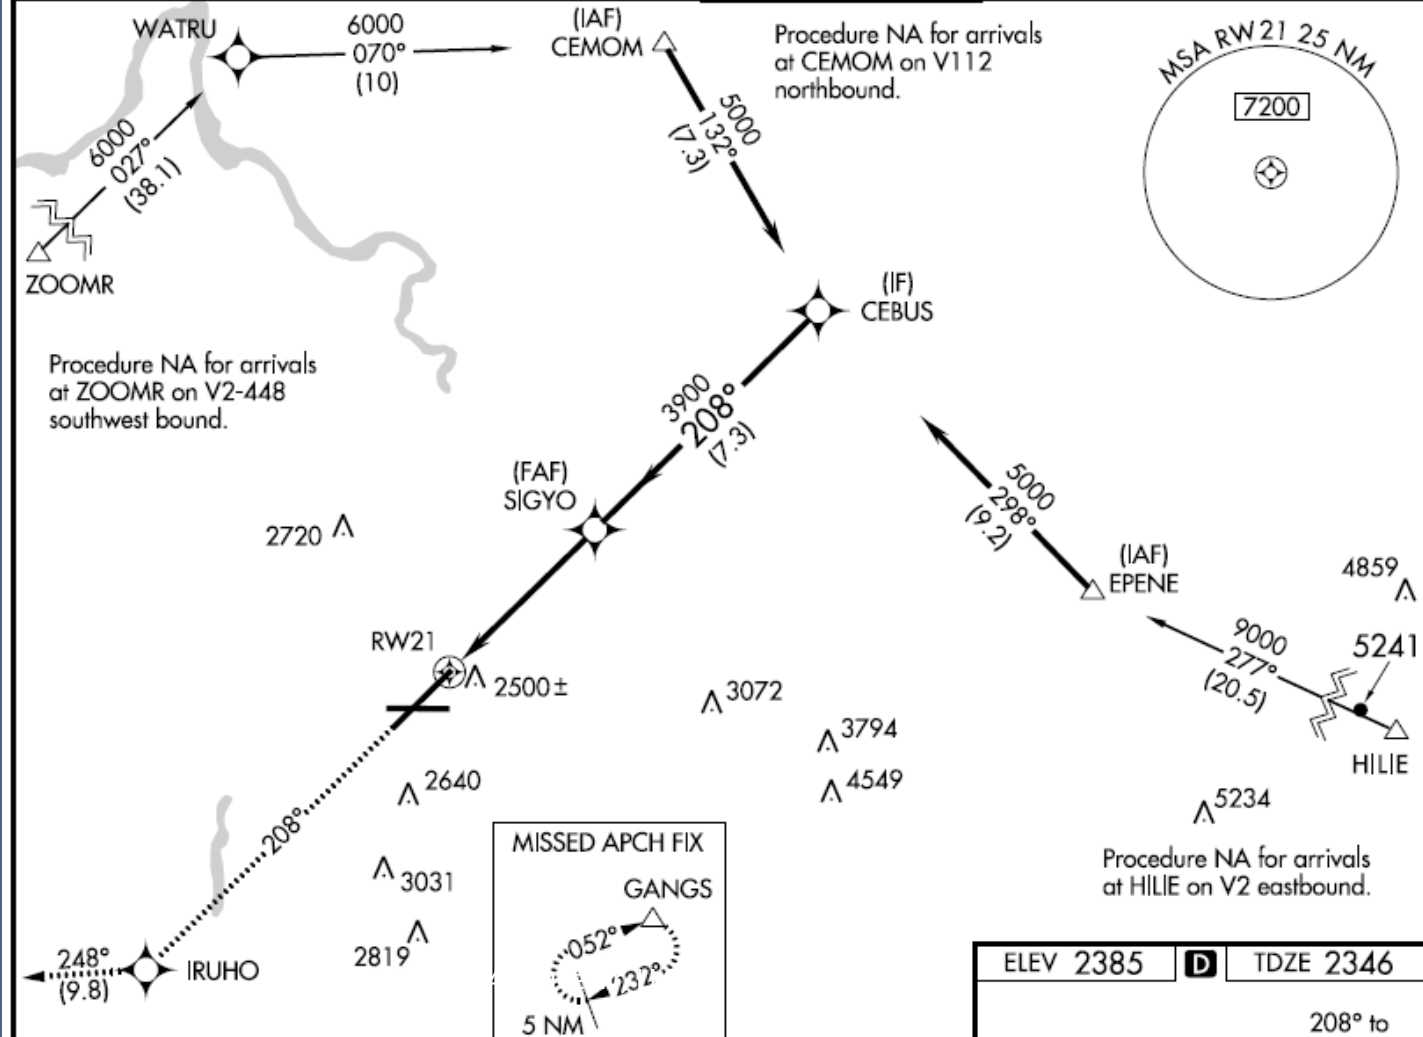 WATRU
6000
070°
(10)
(IAF)
CEMOM
Procedure NA for arrivals
at CEMOM on V112
northbound.
MSA RW21 25 NM
7200
6000
027°
(38.1)
ZOOMR
5000
132°
(7.3)
(IF)
CEBUS
Procedure NA for arrivals
at ZOOMR on V2-448
southwest bound.
3900
208°
(7.3)
(FAF)
SIGYO
2720
5000
298°
(9.2)
(IAF)
EPENE
4859
9000
277°
(20.5)
5241
HILIE
RW21
2500±
3072
3794
4549
2640
5234
208°
3031
2819
248°
(9.8)
IRUHO
MISSED APCH FIX
GANGS
052°
232°
5 NM
Procedure NA for arrivals
at HILIE on V2 eastbound.
ELEV 2385 D TDZE 2346
208° to